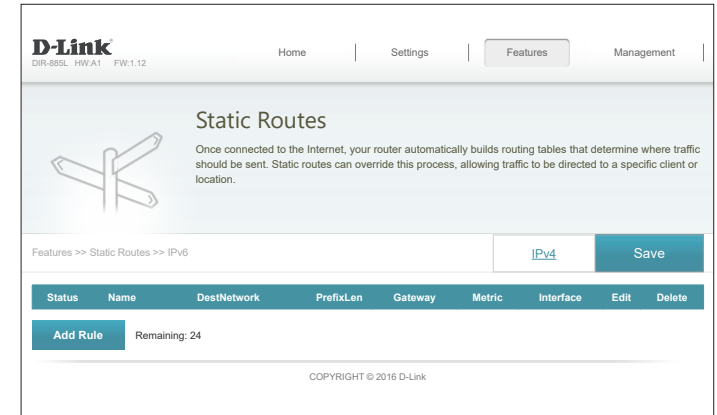 D-Link
DIR-885L HW:A1 FW:1.12
Home
Settings
Features
Management
Static Routes
Once connected to the Internet, your router automatically builds routing tables that determine where traffic
should be sent. Static routes can override this process, allowing traffic to be directed to a specific client or
location.
Features >> Static Routes >> IPv6
IPv4
Save
Status Name DestNetwork PrefixLen Gateway Metric Interface Edit Delete
Add Rule
Remaining: 24
COPYRIGHT © 2016 D-Link